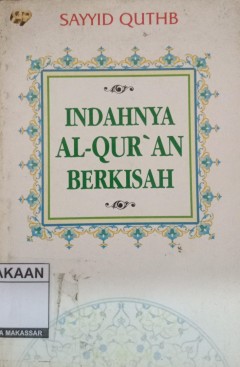 SAYYID QUTHB
INDAHNYA
AL-QUR`AN
BERKISAH
AKAAN
A MAKASSAR